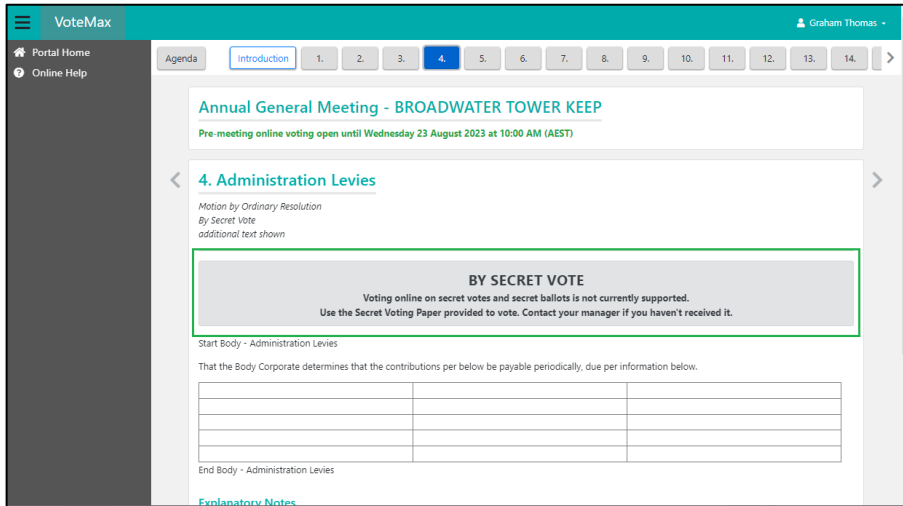 VoteMax
Graham Thomas
Portal Home
Online Help
Agenda Introduction 1. 2. 3. 4. 5. 6. 7. 8. 9. 10. 11. 12. 13. 14.
Annual General Meeting - BROADWATER TOWER KEEP
Pre-meeting online voting open until Wednesday 23 August 2023 at 10:00 AM (AEST)
4. Administration Levies
Motion by Ordinary Resolution
By Secret Vote
additional text shown
BY SECRET VOTE
Voting online on secret votes and secret ballots is not currently supported.
Use the Secret Voting Paper provided to vote. Contact your manager if you haven't received it.
Start Body - Administration Levies
That the Body Corporate determines that the contributions per below be payable periodically, due per information below.
End Body - Administration Levies
Explanatory Notes